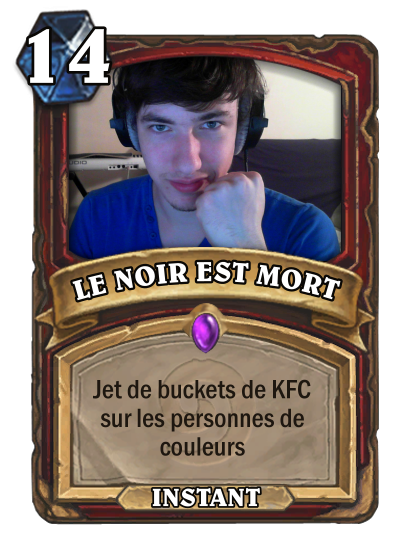 14
LE NOIR EST MORT
Jet de buckets de KFC
sur les personnes de
couleurs
INSTANT